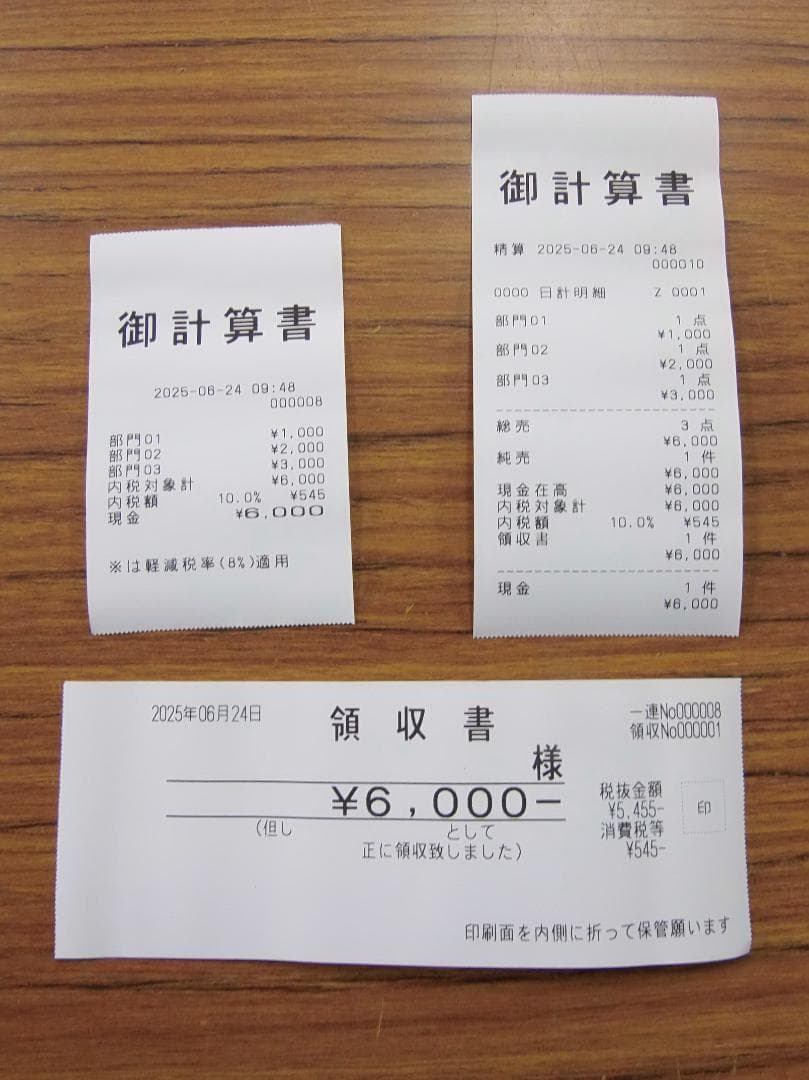 御計算書
2025-06-24 09:48
000008
部門01 ¥1,000
部門02 ¥2,000
部門03 ¥3,000
内税対象計 ¥6,000
内税額 10.0% ¥545
現金 ¥6,000
※は軽減税率(8%)適用
御計算書
精算 2025-06-24 09:48
000010
0000 日計明細 Z 0001
部門01 1 点
¥1,000
部門02 1 点
¥2,000
部門03 1 点
¥3,000
総売 3 点
¥6,000
純売 1 件
¥6,000
現金在高 ¥6,000
内税対象計 ¥6,000
内税額 10.0% ¥545
領収書 1 件
¥6,000
現金 1 件
¥6,000
2025年06月24日
領収書
一連No000008
領収No000001
様
¥6,000-
(但し として
正に領収致しました)
税抜金額
¥5,455-
消費税等
¥545-
印
印刷面を内側に折って保管願います